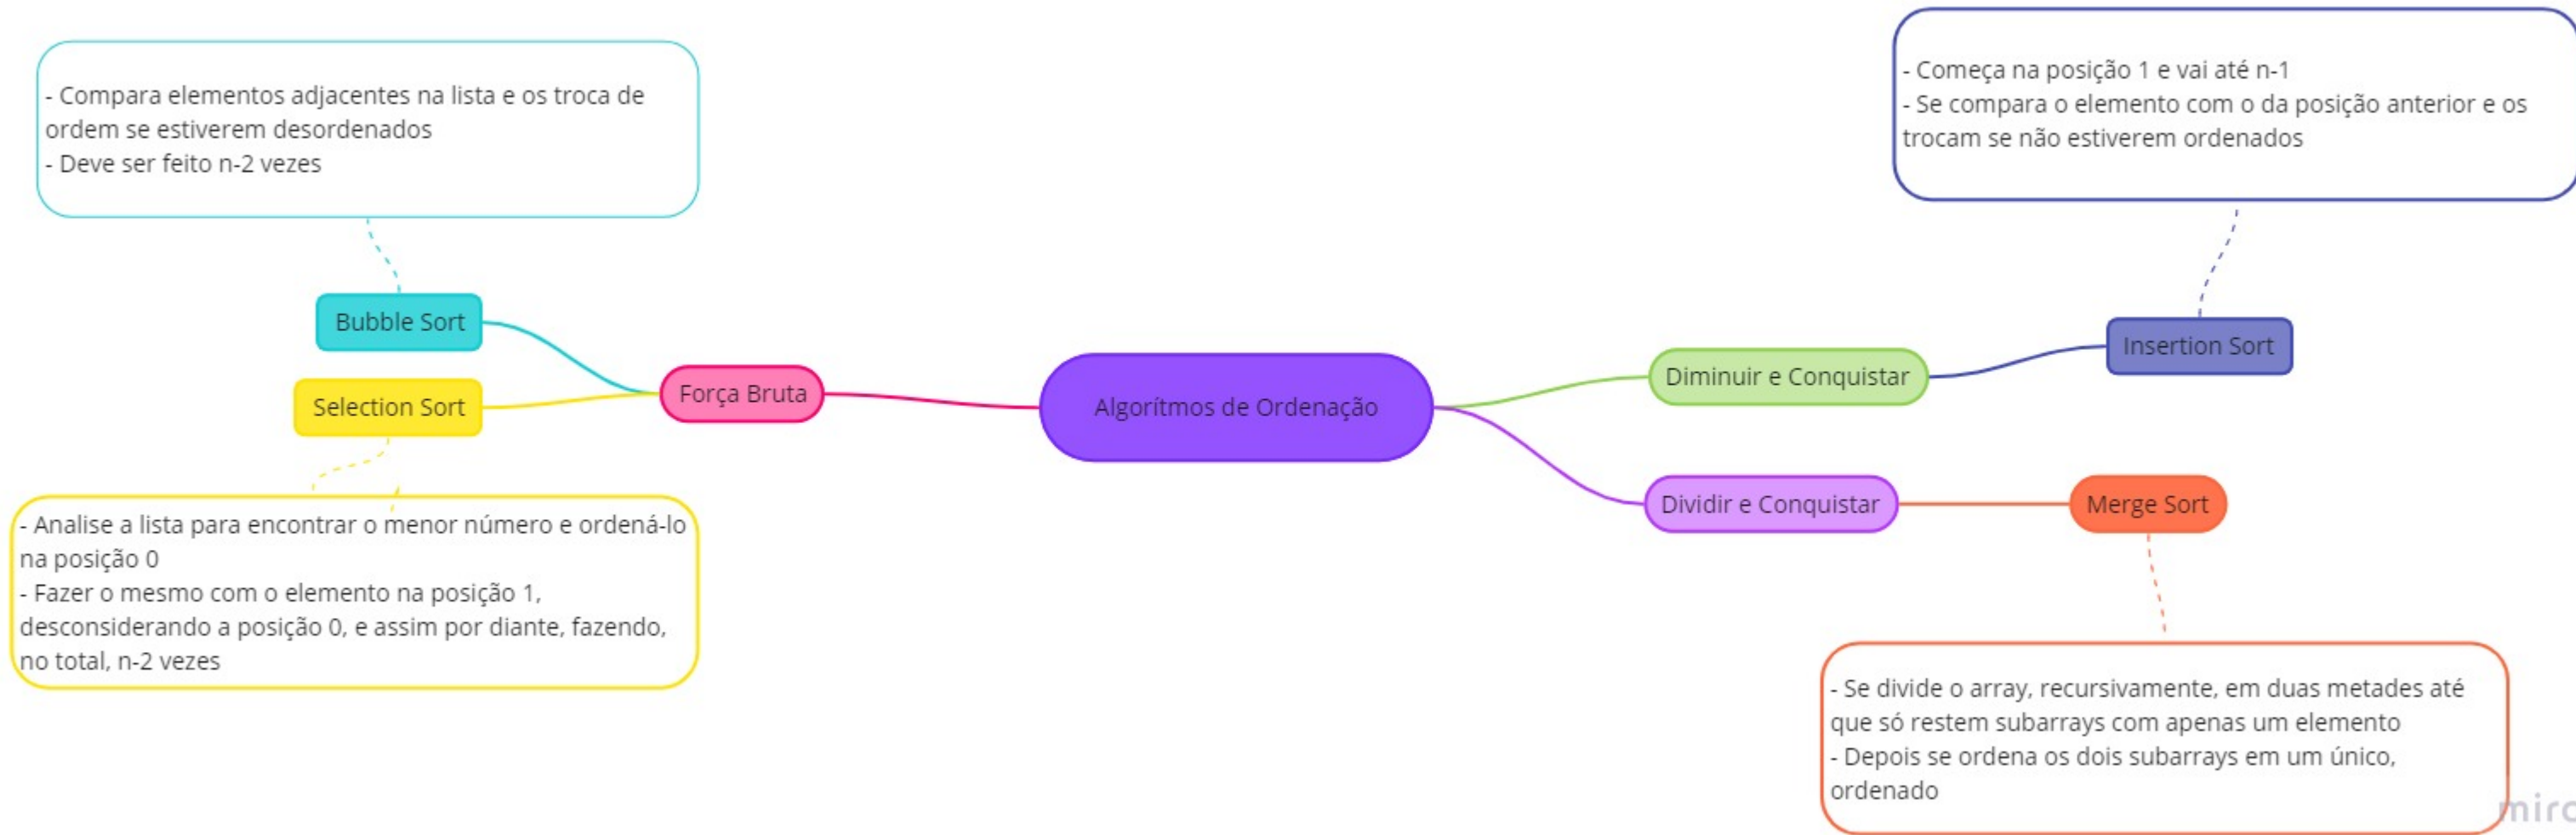 - Compara elementos adjacentes na lista e os troca de
ordem se estiverem desordenados
- Deve ser feito n-2 vezes
Bubble Sort
Selection Sort
- Analise a lista para encontrar o menor número e ordená-lo
na posição 0
- Fazer o mesmo com o elemento na posição 1,
desconsiderando a posição 0, e assim por diante, fazendo,
no total, n-2 vezes
Força Bruta
Algorítmos de Ordenação
- Começa na posição 1 e vai até n-1
- Se compara o elemento com o da posição anterior e os
trocam se não estiverem ordenados
Diminuir e Conquistar
Insertion Sort
Dividir e Conquistar
Merge Sort
- Se divide o array, recursivamente, em duas metades até
que só restem subarrays com apenas um elemento
- Depois se ordena os dois subarrays em um único,
ordenado
miro